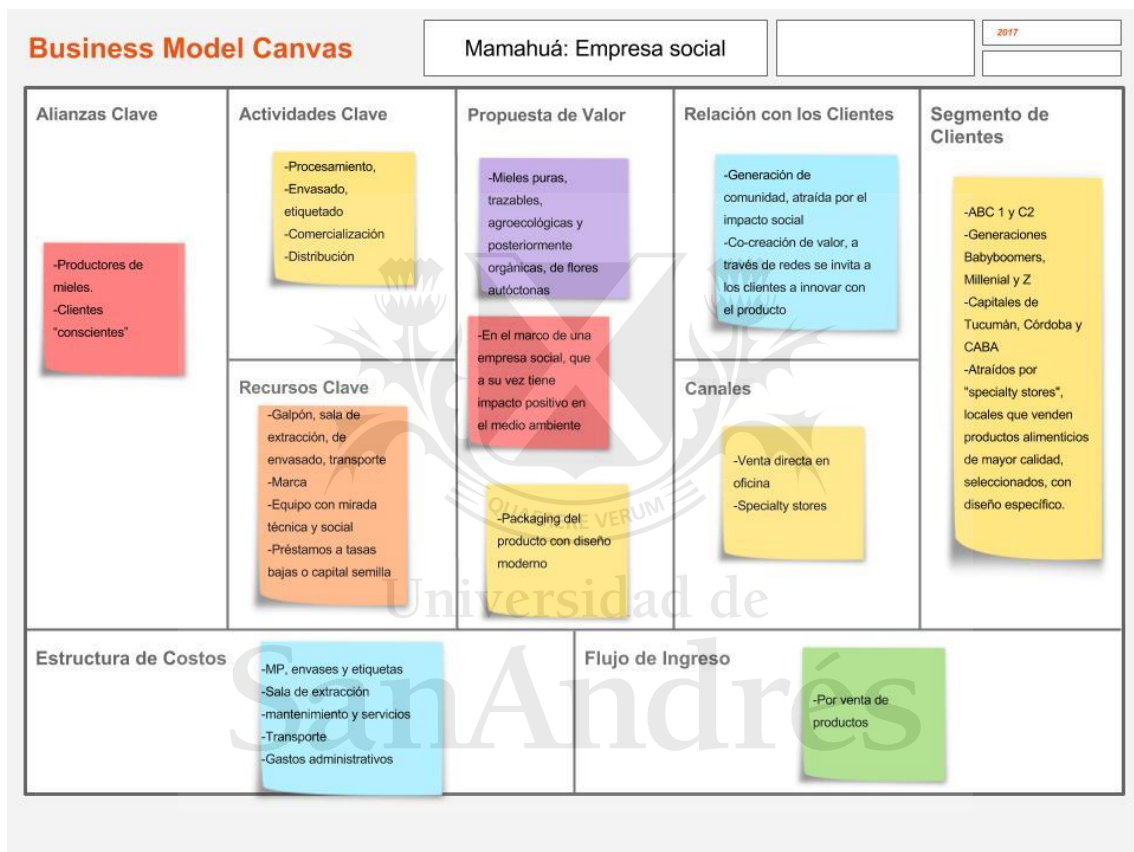 Business Model Canvas
Mamahuá: Empresa social
2017
Alianzas Clave
-Productores de
mieles.
-Clientes
"conscientes"
Actividades Clave
-Procesamiento,
-Envasado,
etiquetado
-Comercialización
-Distribución
Recursos Clave
-Galpón, sala de
extracción, de
envasado, transporte
-Marca
-Equipo con mirada
técnica y social
-Préstamos a tasas
bajas o capital semilla
Propuesta de Valor
-Mieles puras,
trazables,
agroecológicas y
posteriormente
orgánicas, de flores
autóctonas
-En el marco de una
empresa social, que
a su vez tiene
impacto positivo en
el medio ambiente
-Packaging del
producto con diseño
moderno
Relación con los Clientes
-Generación de
comunidad, atraída por el
impacto social
-Co-creación de valor, a
través de redes se invita a
los clientes a innovar con
el producto
Canales
-Venta directa en
oficina
-Specialty stores
Segmento de
Clientes
-ABC 1 y C2
-Generaciones
Babyboomers,
Millenial y Z
-Capitales de
Tucumán, Córdoba y
CABA
-Atraídos por
"specialty stores",
locales que venden
productos alimenticios
de mayor calidad,
seleccionados, con
diseño específico.
Estructura de Costos
-MP, envases y etiquetas
-Sala de extracción
-mantenimiento y servicios
-Transporte
-Gastos administrativos
Flujo de Ingreso
-Por venta de
productos
QUAERERE VERUM
Universidad de
SanAndrés